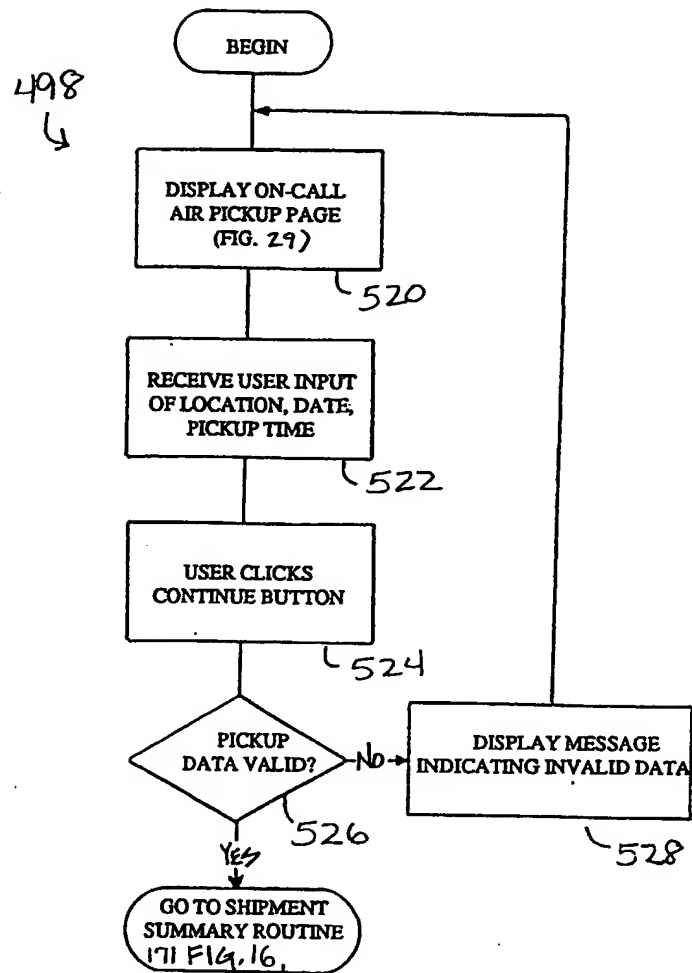 BEGIN
498
DISPLAY ON-CALL
AIR PICKUP PAGE
(FIG. 29)
520
RECEIVE USER INPUT
OF LOCATION, DATE,
PICKUP TIME
522
USER CLICKS
CONTINUE BUTTON
524
PICKUP
DATA VALID?
NO
DISPLAY MESSAGE
INDICATING INVALID DATA
526
528
YES
GO TO SHIPMENT
SUMMARY ROUTINE
171 FIG. 16.